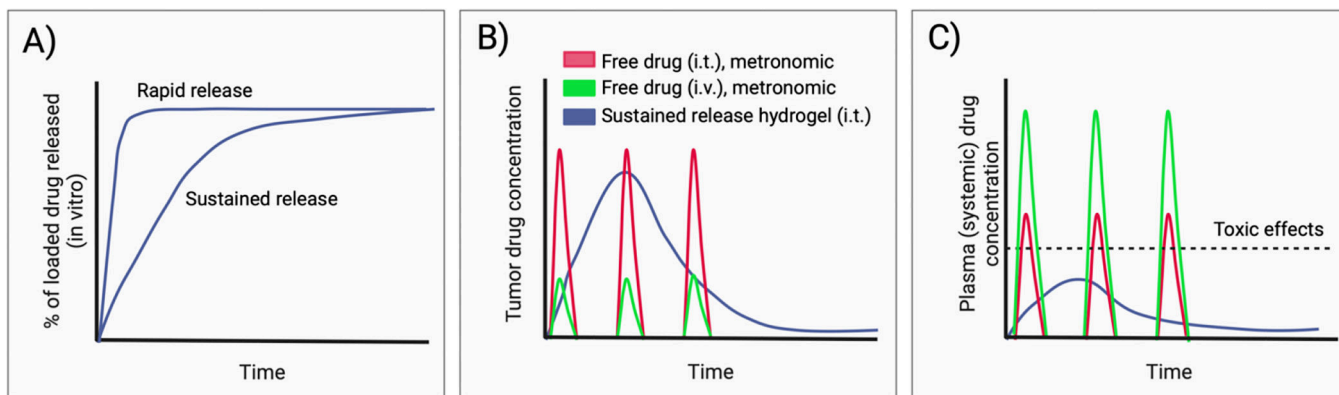 A)
% of loaded drug released
(in vitro)
Rapid release
Sustained release
Time
B)
Free drug (i.t.), metronomic
Free drug (i.v.), metronomic
Sustained release hydrogel (i.t.)
Tumor drug concentration
Time
C)
Plasma (systemic) drug
concentration
Toxic effects
Time